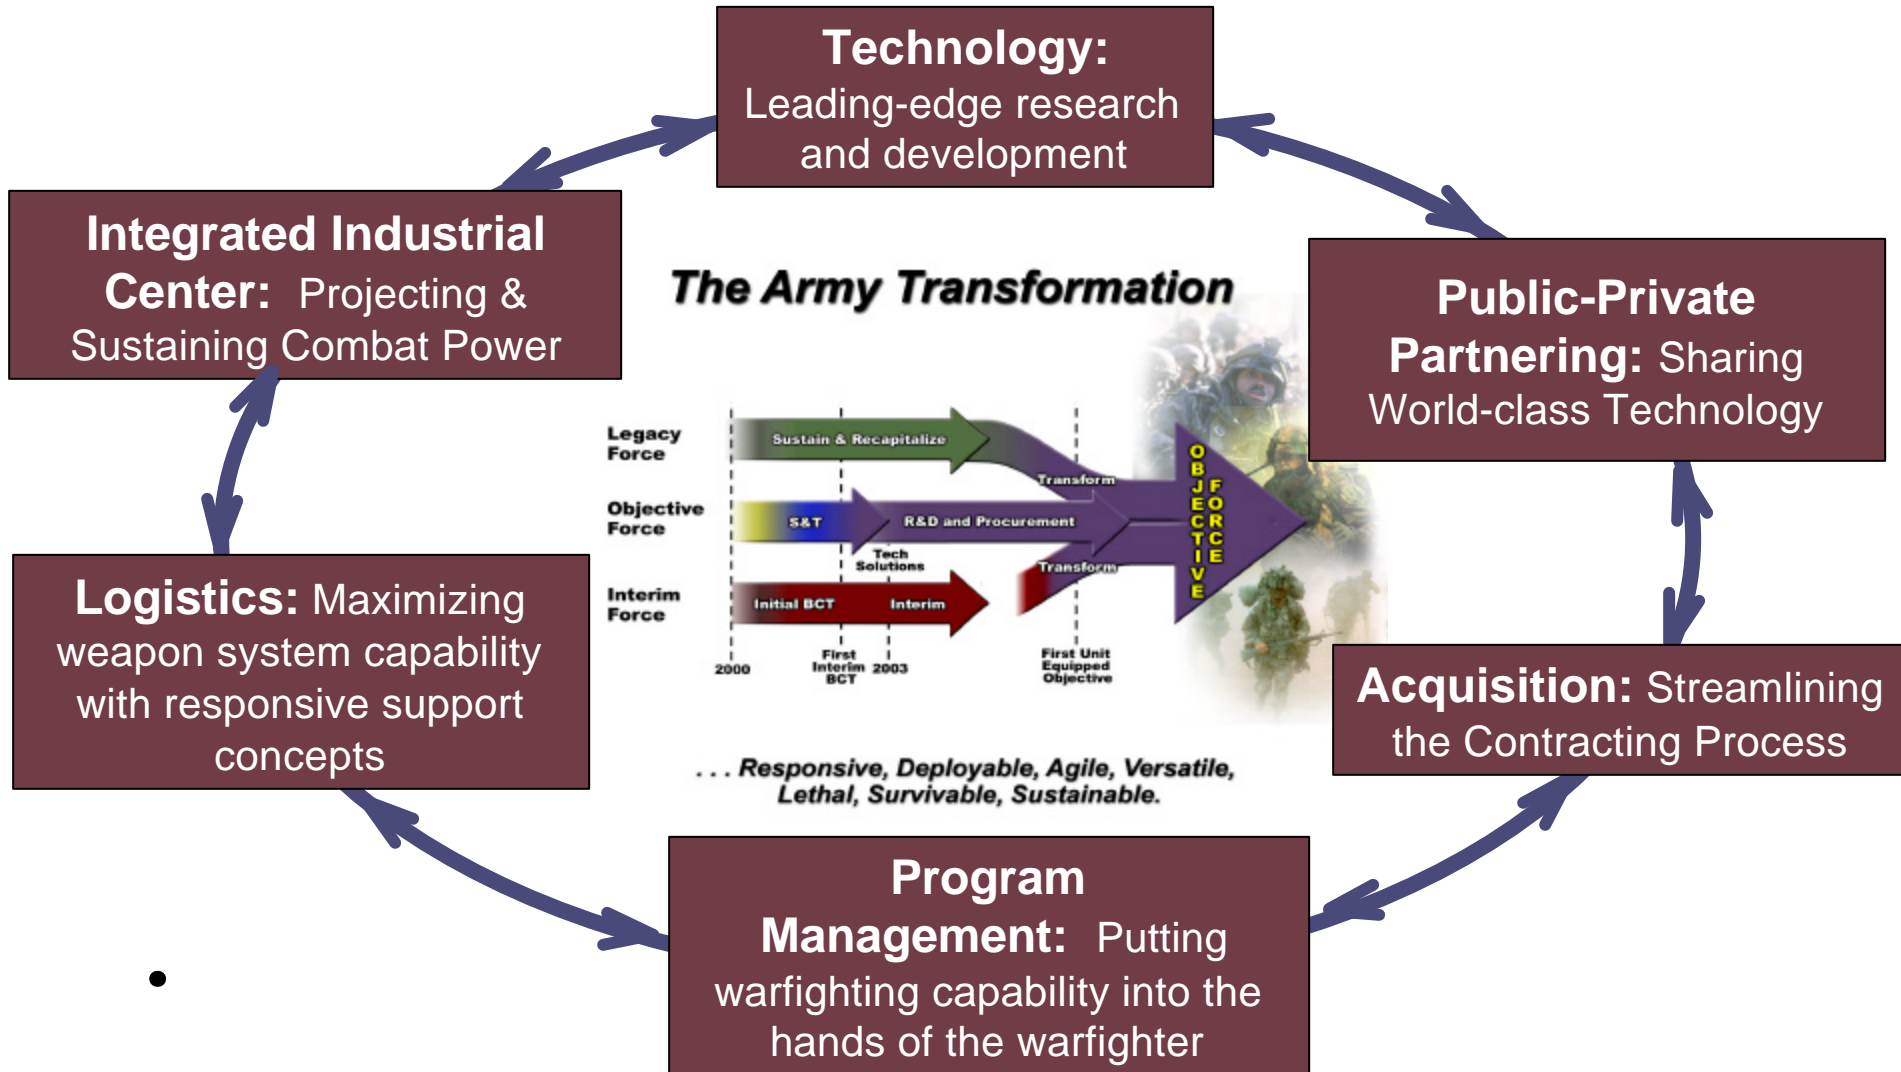 Technology:
Leading-edge research
and development
Integrated Industrial
Center: Projecting &
Sustaining Combat Power
Public-Private
Partnering: Sharing
World-class Technology
The Army Transformation
Legacy
Force
Sustain & Recapitalize
Transform
Objective
Force
S&T
R&D and Procurement
OBJECTIVE
FORCE
Tech
Solutions
Transform
Interim
Force
Initial BCT
Interim
2000
First
Interim
BCT
2003
First Unit
Equipped
Objective
Logistics: Maximizing
weapon system capability
with responsive support
concepts
Acquisition: Streamlining
the Contracting Process
. . . Responsive, Deployable, Agile, Versatile,
Lethal, Survivable, Sustainable.
Program
Management: Putting
warfighting capability into the
hands of the warfighter
•